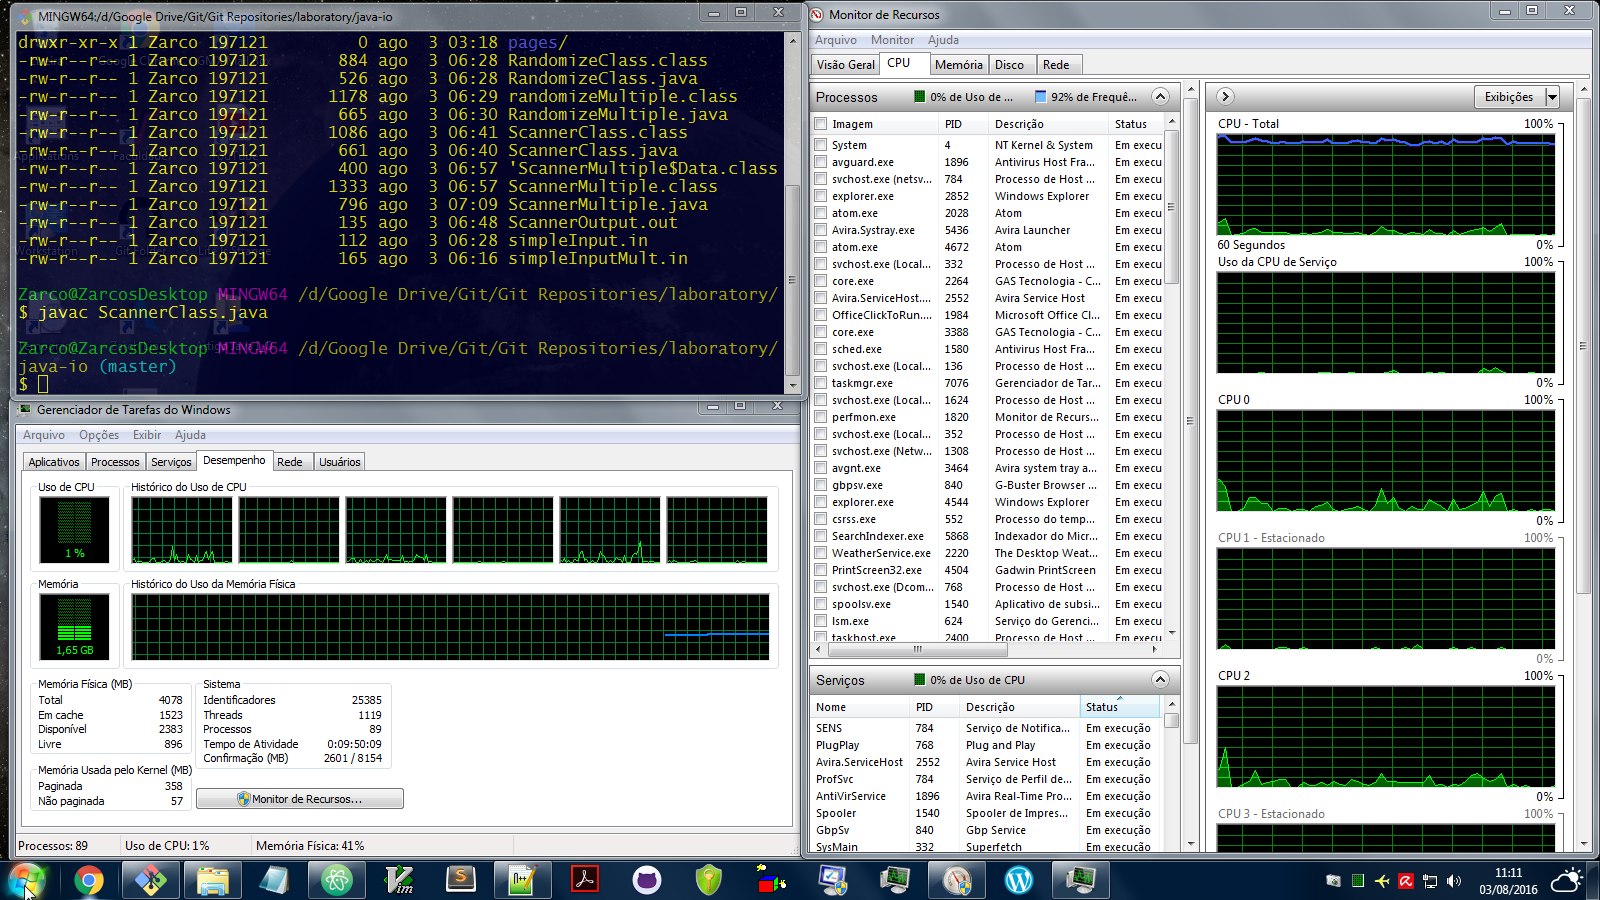 MINGW64:/d/Google Drive/Git/Git Repositories/laboratory/java-io
drwxr-xr-x 1 Zarco 197121 0 ago 3 03:18 pages/
-rw-r--r-- 1 Zarco 197121 884 ago 3 06:28 RandomizeClass.class
-rw-r--r-- 1 Zarco 197121 526 ago 3 06:28 RandomizeClass.java
-rw-r--r-- 1 Zarco 197121 1178 ago 3 06:29 randomizeMultiple.class
-rw-r--r-- 1 Zarco 197121 665 ago 3 06:30 RandomizeMultiple.java
-rw-r--r-- 1 Zarco 197121 1086 ago 3 06:41 ScannerClass.class
-rw-r--r-- 1 Zarco 197121 661 ago 3 06:40 ScannerClass.java
-rw-r--r-- 1 Zarco 197121 400 ago 3 06:57 'ScannerMultiple$Data.class
-rw-r--r-- 1 Zarco 197121 1333 ago 3 06:57 ScannerMultiple.class
-rw-r--r-- 1 Zarco 197121 796 ago 3 07:09 ScannerMultiple.java
-rw-r--r-- 1 Zarco 197121 135 ago 3 06:48 ScannerOutput.out
-rw-r--r-- 1 Zarco 197121 112 ago 3 06:28 simpleInput.in
-rw-r--r-- 1 Zarco 197121 165 ago 3 06:16 simpleInputMult.in
Zarco@ZarcosDesktop MINGW64 /d/Google Drive/Git/Git Repositories/laboratory/
$ javac ScannerClass.java
Zarco@ZarcosDesktop MINGW64 /d/Google Drive/Git/Git Repositories/laboratory/
java-io (master)
$
Gerenciador de Tarefas do Windows
Arquivo Opções Exibir Ajuda
Aplicativos Processos Serviços Desempenho Rede Usuários
Uso de CPU Histórico do Uso de CPU
1 %
Memória Histórico do Uso da Memória Física
1,65 GB
Memória Física (MB)
Total 4078
Em cache 1523
Disponível 2383
Livre 896
Sistema
Identificadores 25385
Threads 1119
Processos 89
Tempo de Atividade 0:09:50:09
Confirmação (MB) 2601 / 8154
Memória Usada pelo Kernel (MB)
Paginada 358
Não paginada 57
Monitor de Recursos...
Processos: 89 Uso de CPU: 1% Memória Física: 41%
Monitor de Recursos
Arquivo Monitor Ajuda
Visão Geral CPU Memória Disco Rede
Processos 0% de Uso de ... 92% de Frequê...
Imagem PID Descrição Status
System 4 NT Kernel & System Em execu
avguard.exe 1896 Antivirus Host Fra... Em execu
svchost.exe (netsv... 784 Processo de Host ... Em execu
explorer.exe 2852 Windows Explorer Em execu
atom.exe 2028 Atom Em execu
Avira.Systray.exe 5436 Avira Launcher Em execu
atom.exe 4672 Atom Em execu
svchost.exe (Local... 332 Processo de Host ... Em execu
core.exe 2264 GAS Tecnologia - C... Em execu
Avira.ServiceHost.... 2552 Avira Service Host Em execu
OfficeClickToRun.... 1984 Microsoft Office Cl... Em execu
core.exe 3388 GAS Tecnologia - C... Em execu
sched.exe 1580 Antivirus Host Fra... Em execu
svchost.exe (Local... 136 Processo de Host ... Em execu
taskmgr.exe 7076 Gerenciador de Tar... Em execu
svchost.exe (Local... 1624 Processo de Host ... Em execu
perfmon.exe 1820 Monitor de Recurs... Em execu
svchost.exe (Local... 352 Processo de Host ... Em execu
svchost.exe (Netw... 1308 Processo de Host ... Em execu
avgnt.exe 3464 Avira system tray a... Em execu
gbpsv.exe 840 G-Buster Browser ... Em execu
explorer.exe 4544 Windows Explorer Em execu
csrss.exe 552 Processo do temp... Em execu
SearchIndexer.exe 5868 Indexador do Micr... Em execu
WeatherService.exe 2220 The Desktop Weat... Em execu
PrintScreen32.exe 4504 Gadwin PrintScreen Em execu
svchost.exe (Dcom... 768 Processo de Host ... Em execu
spoolsv.exe 1540 Aplicativo de subsi... Em execu
lsm.exe 624 Serviço do Gerenci... Em execu
taskhost.exe 2400 Processo de Host ... Em execu
Serviços 0% de Uso de CPU
Nome PID Descrição Status
SENS 784 Serviço de Notifica... Em execução
PlugPlay 768 Plug and Play Em execução
Avira.ServiceHost 2552 Avira Service Host Em execução
ProfSvc 784 Serviço de Perfil de... Em execução
AntiVirService 1896 Avira Real-Time Pro... Em execução
Spooler 1540 Spooler de Impres... Em execução
GbpSv 840 Gbp Service Em execução
SysMain 332 Superfetch Em execução
Exibições
CPU - Total 100%
60 Segundos 0%
Uso da CPU de Serviço 100%
0%
CPU 0 100%
0%
CPU 1 - Estacionado 100%
0%
CPU 2 100%
0%
CPU 3 - Estacionado 100%
11:11
03/08/2016